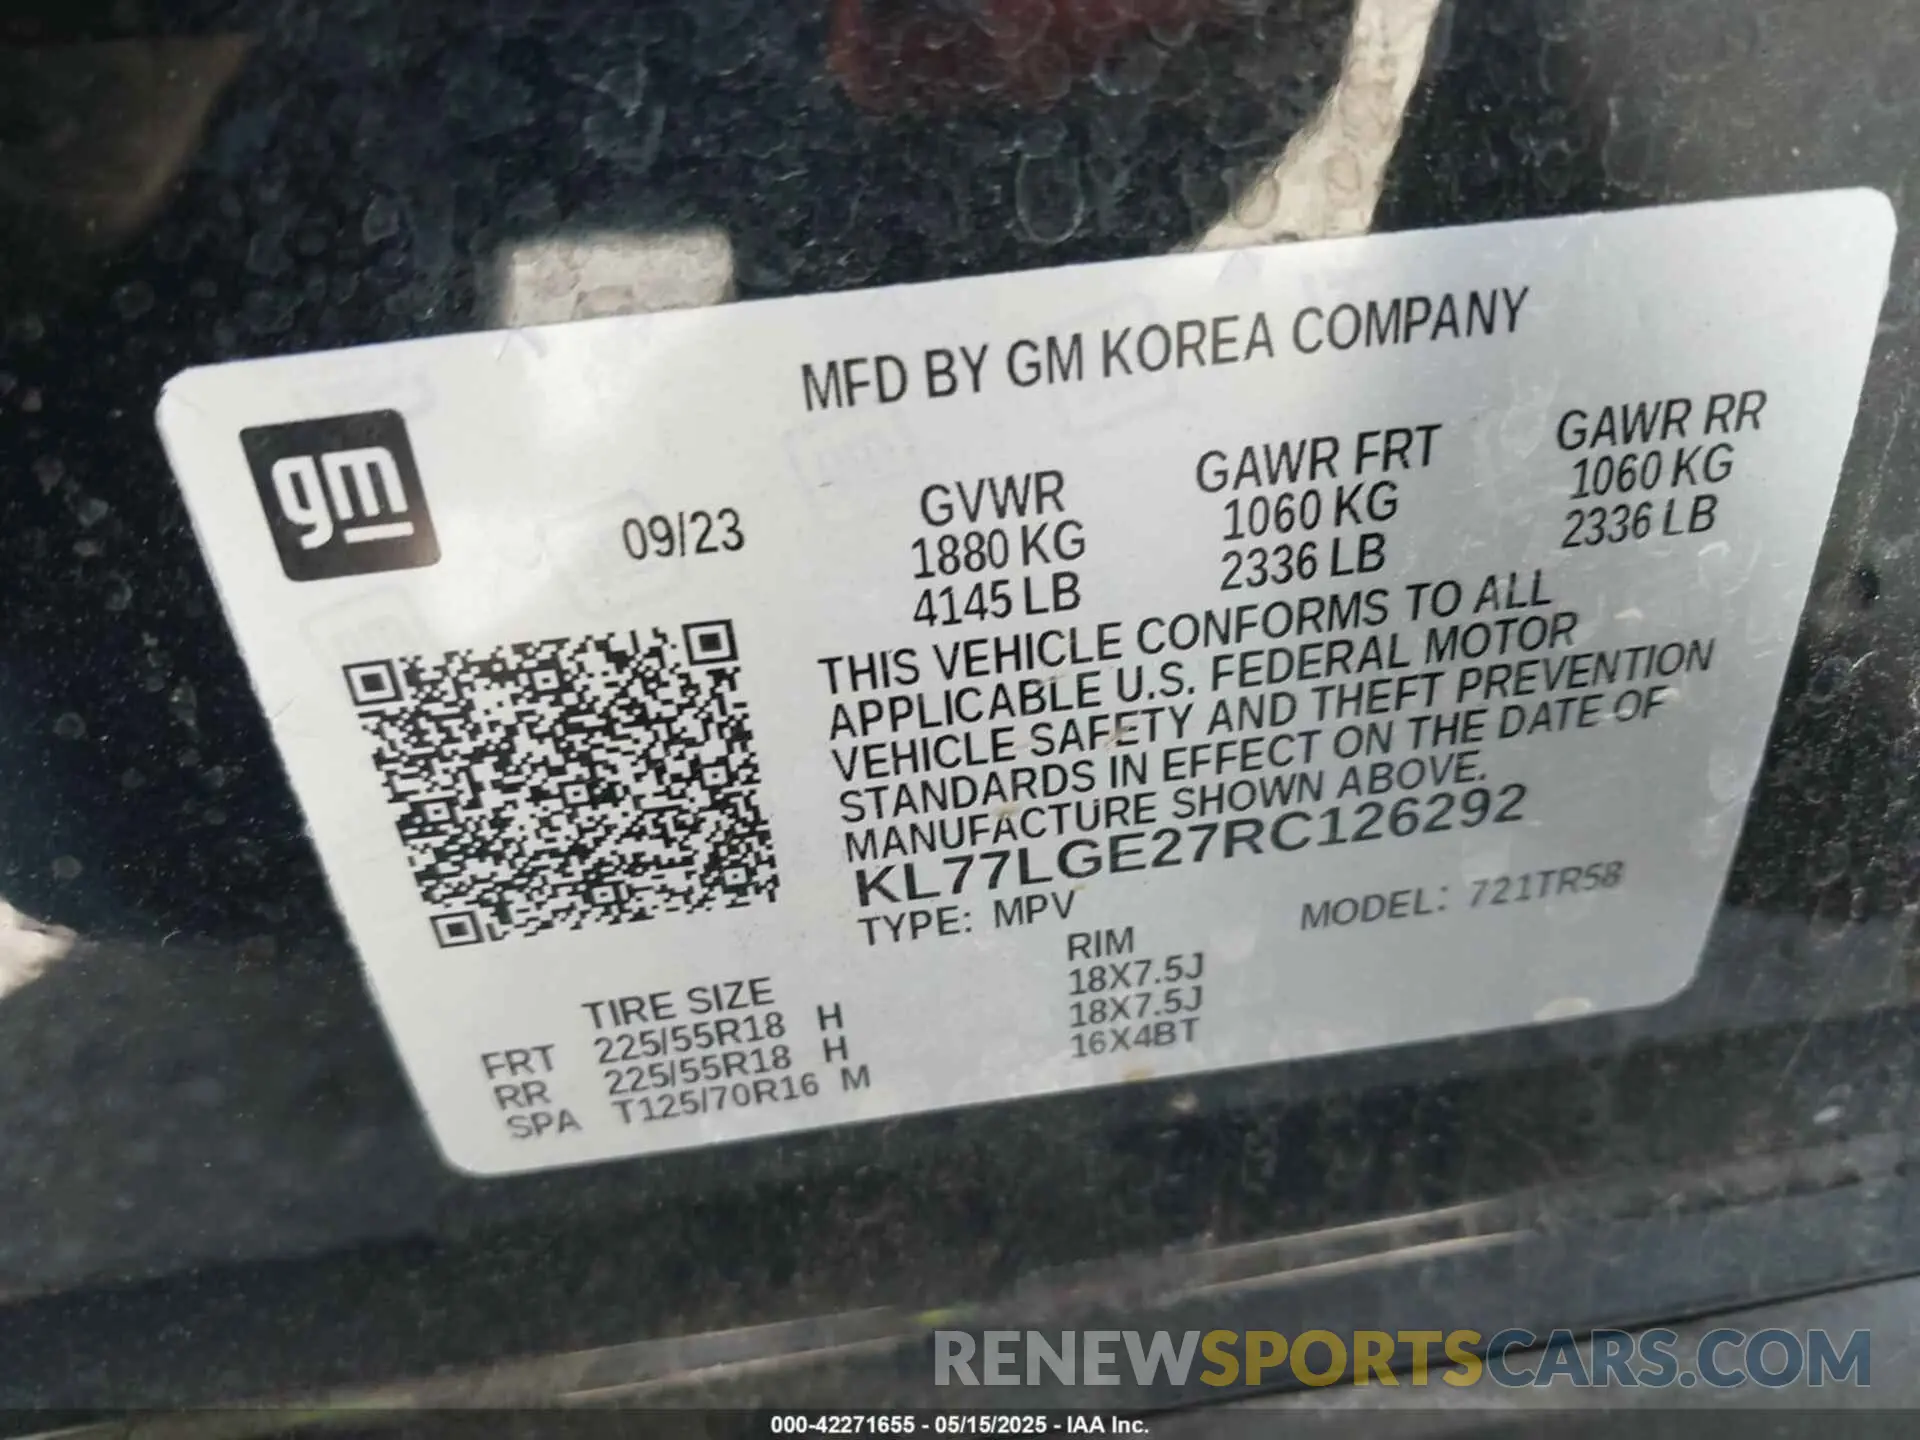 MFD BY GM KOREA COMPANY
gm
09/23
GVWR GAWR FRT GAWR RR
1880 KG 1060 KG 1060 KG
4145 LB 2336 LB 2336 LB
THIS VEHICLE CONFORMS TO ALL
APPLICABLE U.S. FEDERAL MOTOR
VEHICLE SAFETY AND THEFT PREVENTION
STANDARDS IN EFFECT ON THE DATE OF
MANUFACTURE SHOWN ABOVE.
KL77LGE27RC126292
TYPE: MPV MODEL: 721TR58
TIRE SIZE RIM
FRT 225/55R18 H 18X7.5J
RR 225/55R18 H 18X7.5J
SPA T125/70R16 M 16X4BT
RENEWSPORTSCARS.COM
000-42271655 - 05/15/2025 - IAA Inc.